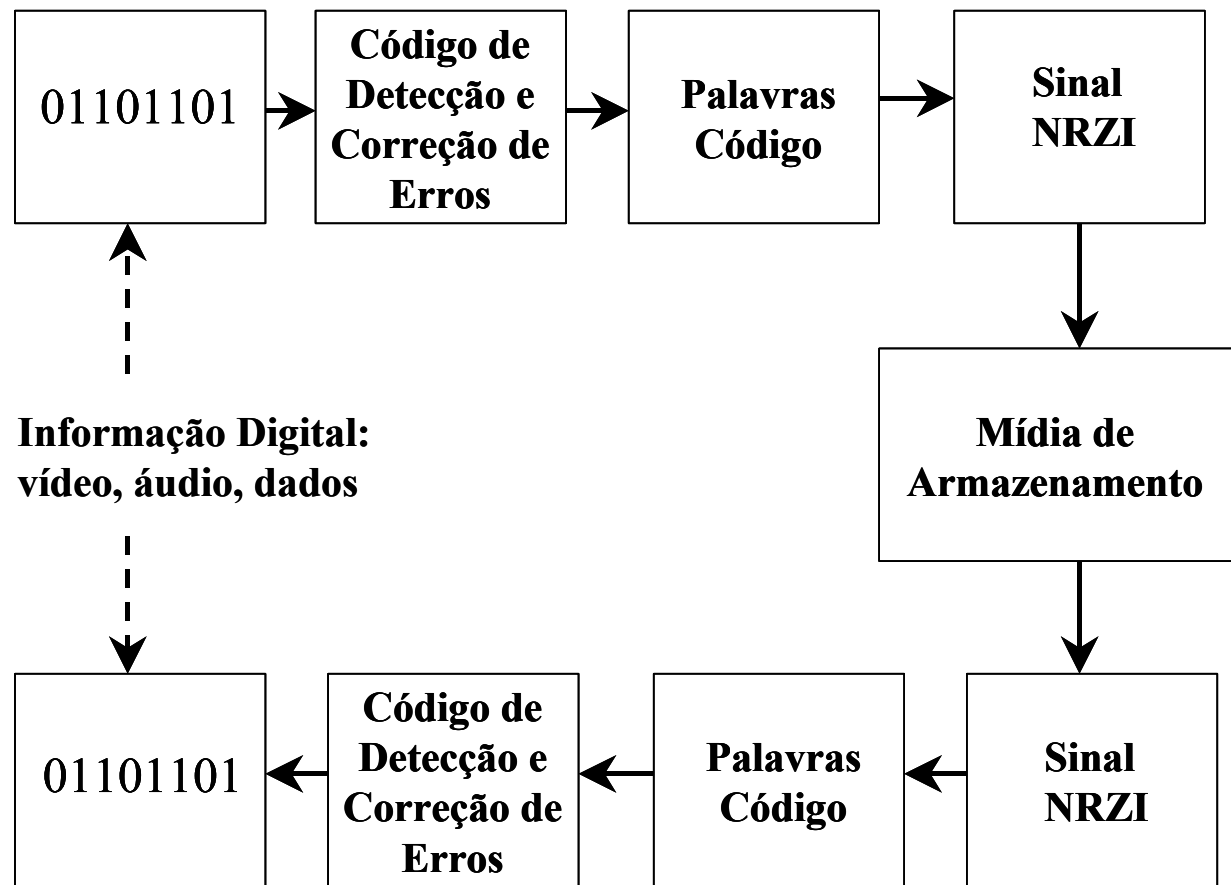 01101101
Código de
Detecção e
Correção de
Erros
Palavras
Código
Sinal
NRZI
Informação Digital:
vídeo, áudio, dados
Mídia de
Armazenamento
01101101
Código de
Detecção e
Correção de
Erros
Palavras
Código
Sinal
NRZI